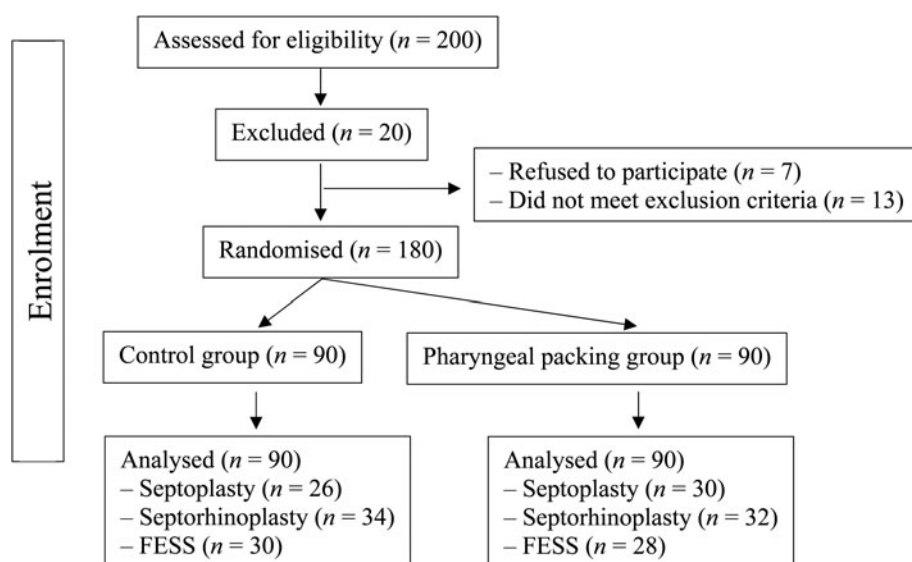 Enrolment
Assessed for eligibility (n = 200)
Excluded (n = 20)
– Refused to participate (n = 7)
– Did not meet exclusion criteria (n = 13)
Randomised (n = 180)
Control group (n = 90)
Pharyngeal packing group (n = 90)
Analysed (n = 90)
– Septoplasty (n = 26)
– Septorhinoplasty (n = 34)
– FESS (n = 30)
Analysed (n = 90)
– Septoplasty (n = 30)
– Septorhinoplasty (n = 32)
– FESS (n = 28)